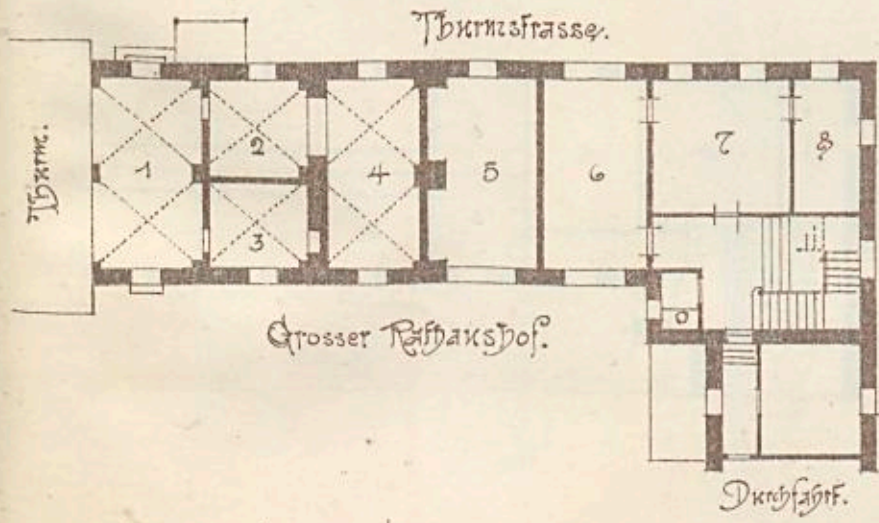 Thurmstrasse.
Thurm.
1
2
3
4
5
6
7
8
Grosser Rathaushof.
Durchfahrt.